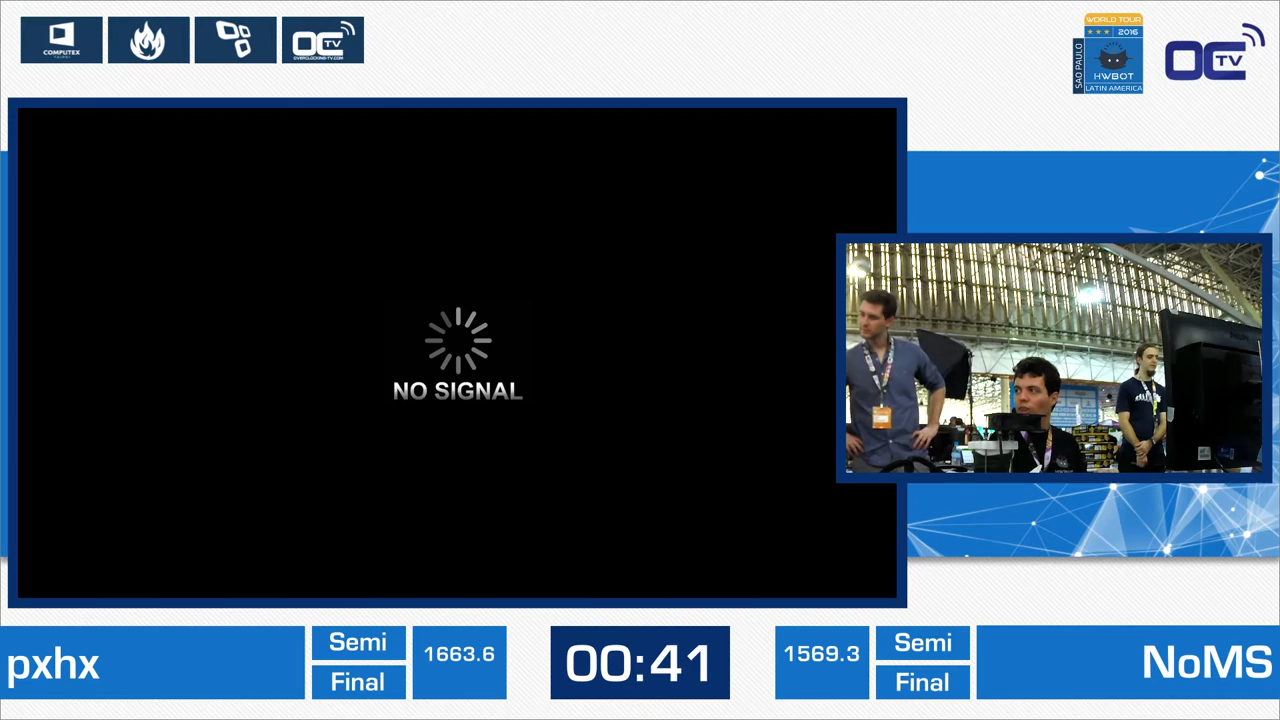 COMPUTEX
TAIPEI
OC TV
OVERCLOCKING-TV.COM
WORLD TOUR
2016
SAO PAULO
HWBOT
LATIN AMERICA
OC TV
NO SIGNAL
pxhx
Semi
Final
1663.6
00:41
1569.3
Semi
Final
NoMS